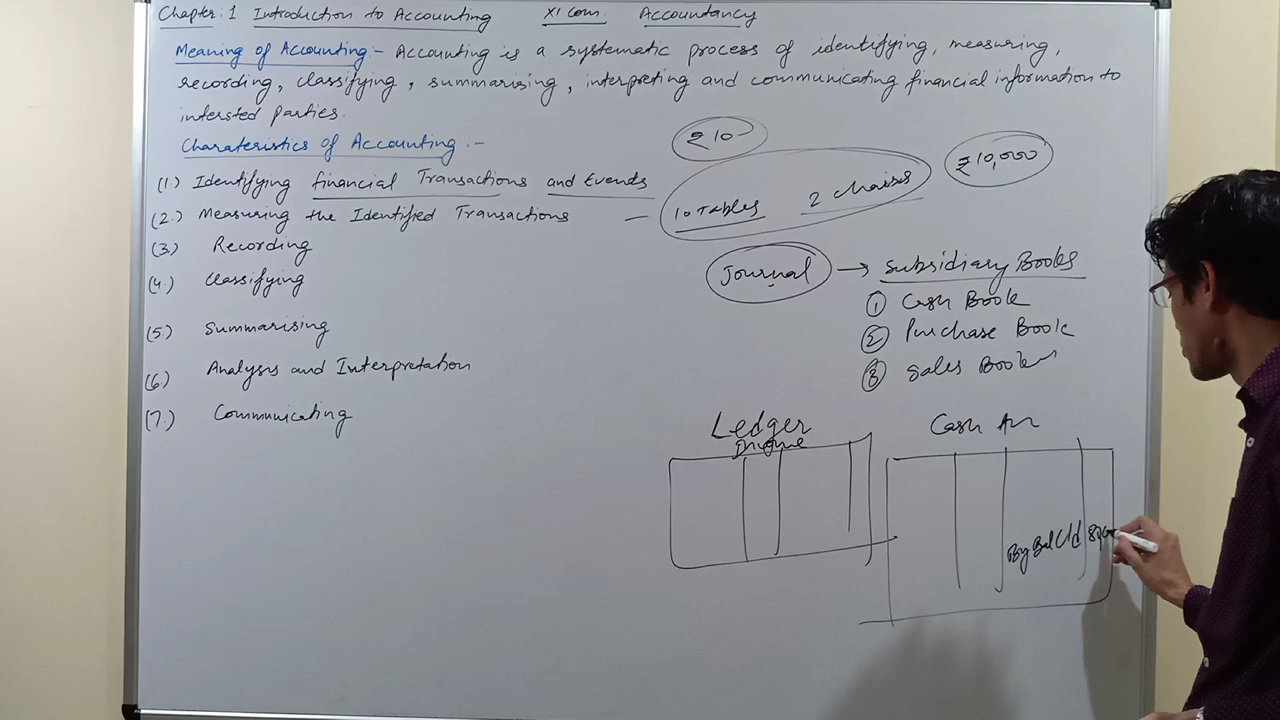 Chapter: 1 Introduction to Accounting XI Com. Accountancy
Meaning of Accounting :- Accounting is a systematic process of identifying, measuring,
recording, classifying, summarising, interpreting and communicating financial information to
intersted parties.
Charateristics of Accounting :-
(1.) Identifying financial Transactions and Events
(2.) Measuring the Identified Transactions —
(3.) Recording
(4.) Classifying
(5) Summarising
(6) Analysis and Interpretation
(7.) Communicating
₹10
₹10,000
10 Tables 2 Chairs
Journal → Subsidiary Books
① Cash Book
② Purchase Book
③ Sales Book
Ledger
Cash A/c
By Bal C/d